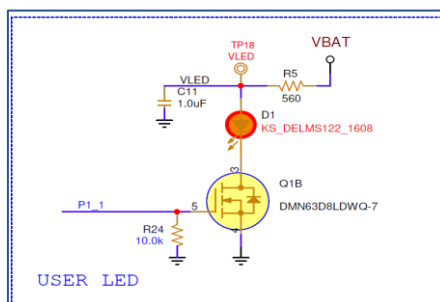 TP18
VLED
VBAT
VLED
R5
560
C11
1.0uF
D1
KS_DELMS122_1608
3
Q1B
P1_1
5
DMN63D8LDWQ-7
4
R24
10.0k
USER LED